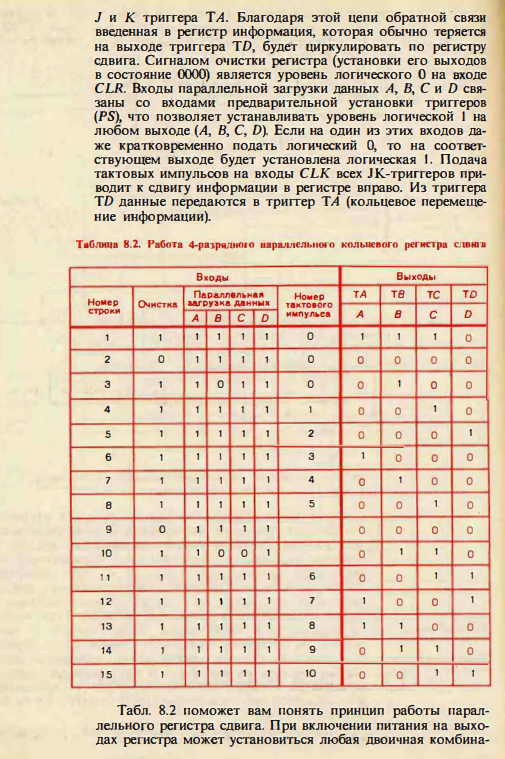 J и K триггера TA. Благодаря этой цепи обратной связи
введенная в регистр информация, которая обычно теряется
на выходе триггера TD, будет циркулировать по регистру
сдвига. Сигналом очистки регистра (установки его выходов
в состояние 0000) является уровень логического 0 на входе
CLR. Входы параллельной загрузки данных A, B, C и D свя-
заны со входами предварительной установки триггеров
(PS), что позволяет устанавливать уровень логической 1 на
любом выходе (A, B, C, D). Если на один из этих входов да-
же кратковременно подать логический 0, то на соответ-
ствующем выходе будет установлена логическая 1. Подача
тактовых импульсов на входы CLK всех JK-триггеров при-
водит к сдвигу информации в регистре вправо. Из триггера
TD данные передаются в триггер TA (кольцевое перемеще-
ние информации).
Таблица 8.2. Работа 4-разрядного параллельного кольцевого регистра сдвига
Входы Выходы
Номер строки Очистка Параллельная загрузка данных Номер тактового импульса TA TB TC TD
A B C D A B C D
1 1 1 1 1 1 0 1 1 1 0
2 0 1 1 1 1 0 0 0 0 0
3 1 1 0 1 1 0 0 1 0 0
4 1 1 1 1 1 1 0 0 1 0
5 1 1 1 1 1 2 0 0 0 1
6 1 1 1 1 1 3 1 0 0 0
7 1 1 1 1 1 4 0 1 0 0
8 1 1 1 1 1 5 0 0 1 0
9 0 1 1 1 1 0 0 0 0
10 1 1 0 0 1 0 1 1 0
11 1 1 1 1 1 6 0 0 1 1
12 1 1 1 1 1 7 1 0 0 1
13 1 1 1 1 1 8 1 1 0 0
14 1 1 1 1 1 9 0 1 1 0
15 1 1 1 1 1 10 0 0 1 1
Табл. 8.2 поможет вам понять принцип работы парал-
лельного регистра сдвига. При включении питания на выхо-
дах регистра может установиться любая двоичная комбина-